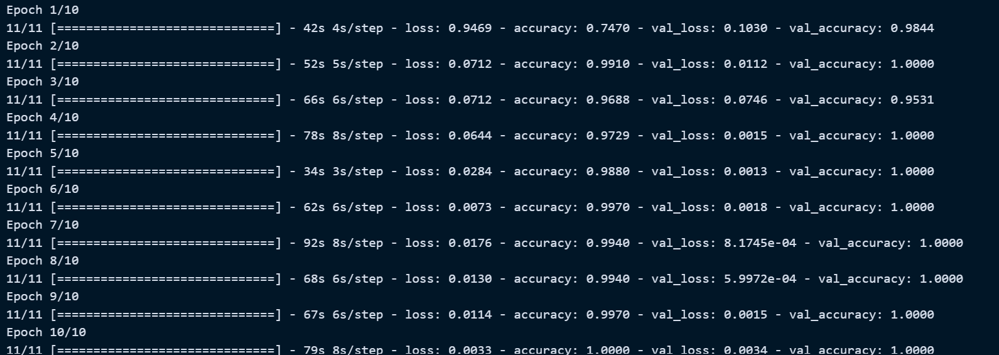 Epoch 1/10
11/11 [==============================] - 42s 4s/step - loss: 0.9469 - accuracy: 0.7470 - val_loss: 0.1030 - val_accuracy: 0.9844
Epoch 2/10
11/11 [==============================] - 52s 5s/step - loss: 0.0712 - accuracy: 0.9910 - val_loss: 0.0112 - val_accuracy: 1.0000
Epoch 3/10
11/11 [==============================] - 66s 6s/step - loss: 0.0712 - accuracy: 0.9688 - val_loss: 0.0746 - val_accuracy: 0.9531
Epoch 4/10
11/11 [==============================] - 78s 8s/step - loss: 0.0644 - accuracy: 0.9729 - val_loss: 0.0015 - val_accuracy: 1.0000
Epoch 5/10
11/11 [==============================] - 34s 3s/step - loss: 0.0284 - accuracy: 0.9880 - val_loss: 0.0013 - val_accuracy: 1.0000
Epoch 6/10
11/11 [==============================] - 62s 6s/step - loss: 0.0073 - accuracy: 0.9970 - val_loss: 0.0018 - val_accuracy: 1.0000
Epoch 7/10
11/11 [==============================] - 92s 8s/step - loss: 0.0176 - accuracy: 0.9940 - val_loss: 8.1745e-04 - val_accuracy: 1.0000
Epoch 8/10
11/11 [==============================] - 68s 6s/step - loss: 0.0130 - accuracy: 0.9940 - val_loss: 5.9972e-04 - val_accuracy: 1.0000
Epoch 9/10
11/11 [==============================] - 67s 6s/step - loss: 0.0114 - accuracy: 0.9970 - val_loss: 0.0015 - val_accuracy: 1.0000
Epoch 10/10
11/11 [==============================] - 79s 8s/step - loss: 0.0033 - accuracy: 1.0000 - val_loss: 0.0034 - val_accuracy: 1.0000